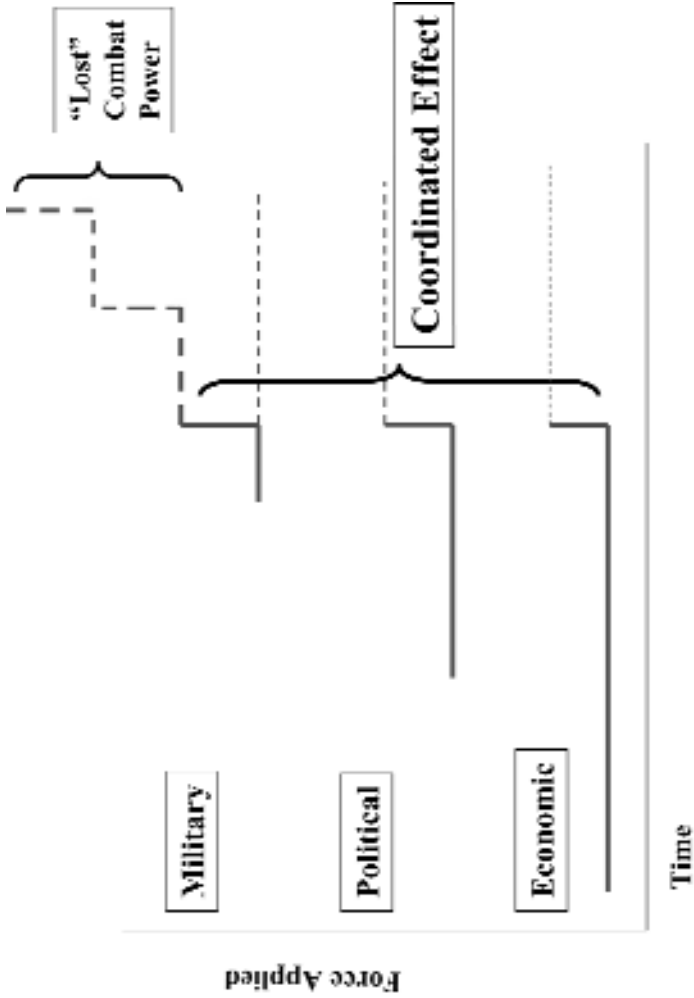 “Lost”
Combat
Power
Military
Political
Economic
Coordinated Effect
Force Applied
Time